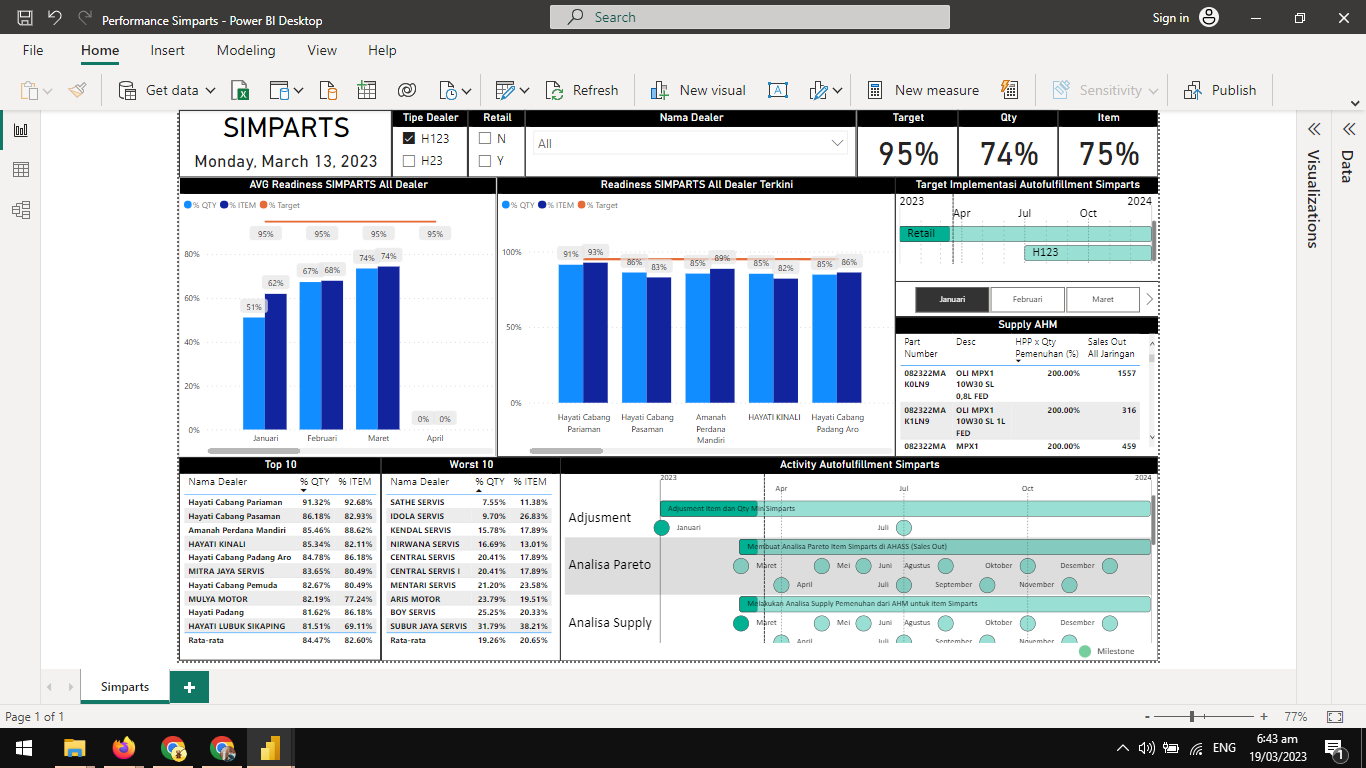 Performance Simparts - Power BI Desktop
Search
Sign in
File Home Insert Modeling View Help
Get data
Refresh
New visual
New measure
Sensitivity
Publish
SIMPARTS
Monday, March 13, 2023
Tipe Dealer
H123
H23
Retail
N
Y
Nama Dealer
All
Target
95%
Qty
74%
Item
75%
AVG Readiness SIMPARTS All Dealer
% QTY % ITEM % Target
95% 95% 95% 95%
80%
60%
40%
20%
0%
51% 62% 67% 68% 74% 74% 0% 0%
Januari Februari Maret April
Readiness SIMPARTS All Dealer Terkini
% QTY % ITEM % Target
100%
50%
0%
91% 93% 86% 83% 85% 89% 85% 82% 85% 86%
Hayati Cabang Pariaman
Hayati Cabang Pasaman
Amanah Perdana Mandiri
HAYATI KINALI
Hayati Cabang Padang Aro
Target Implementasi Autofulfillment Simparts
2023 2024
Apr Jul Oct
Retail
H123
Januari Februari Maret
Supply AHM
Part Number Desc HPP x Qty Pemenuhan (%) Sales Out All Jaringan
082322MAK0LN9 OLI MPX1 10W30 SL 0,8L FED 200.00% 1557
082322MAK1LN9 OLI MPX1 10W30 SL 1L FED 200.00% 316
082322MA MPX1 200.00% 459
Top 10
Nama Dealer % QTY % ITEM
Hayati Cabang Pariaman 91.32% 92.68%
Hayati Cabang Pasaman 86.18% 82.93%
Amanah Perdana Mandiri 85.46% 88.62%
HAYATI KINALI 85.34% 82.11%
Hayati Cabang Padang Aro 84.78% 86.18%
MITRA JAYA SERVIS 83.65% 80.49%
Hayati Cabang Pemuda 82.67% 80.49%
MULYA MOTOR 82.19% 77.24%
Hayati Padang 81.62% 86.18%
HAYATI LUBUK SIKAPING 81.51% 69.11%
Rata-rata 84.47% 82.60%
Worst 10
Nama Dealer % QTY % ITEM
SATHE SERVIS 7.55% 11.38%
IDOLA SERVIS 9.70% 26.83%
KENDAL SERVIS 15.78% 17.89%
NIRWANA SERVIS 16.69% 13.01%
CENTRAL SERVIS 20.41% 17.89%
CENTRAL SERVIS I 20.41% 17.89%
MENTARI SERVIS 21.20% 23.58%
ARIS MOTOR 23.79% 19.51%
BOY SERVIS 25.25% 20.33%
SUBUR JAYA SERVIS 31.79% 38.21%
Rata-rata 19.26% 20.65%
Activity Autofulfillment Simparts
2023 2024
Apr Jul Oct
Adjusment
Adjusment Item dan Qty Min Simparts
Januari Juli
Analisa Pareto
Membuat Analisa Pareto Item Simparts di AHASS (Sales Out)
Maret Mei Juni Agustus Oktober Desember
April Juli September November
Analisa Supply
Melakukan Analisa Supply Pemenuhan dari AHM untuk item Simparts
Maret Mei Juni Agustus Oktober Desember
April Juli September November
Milestone
Visualizations
Data
Simparts
Page 1 of 1
77%
ENG
6:43 am
19/03/2023
1